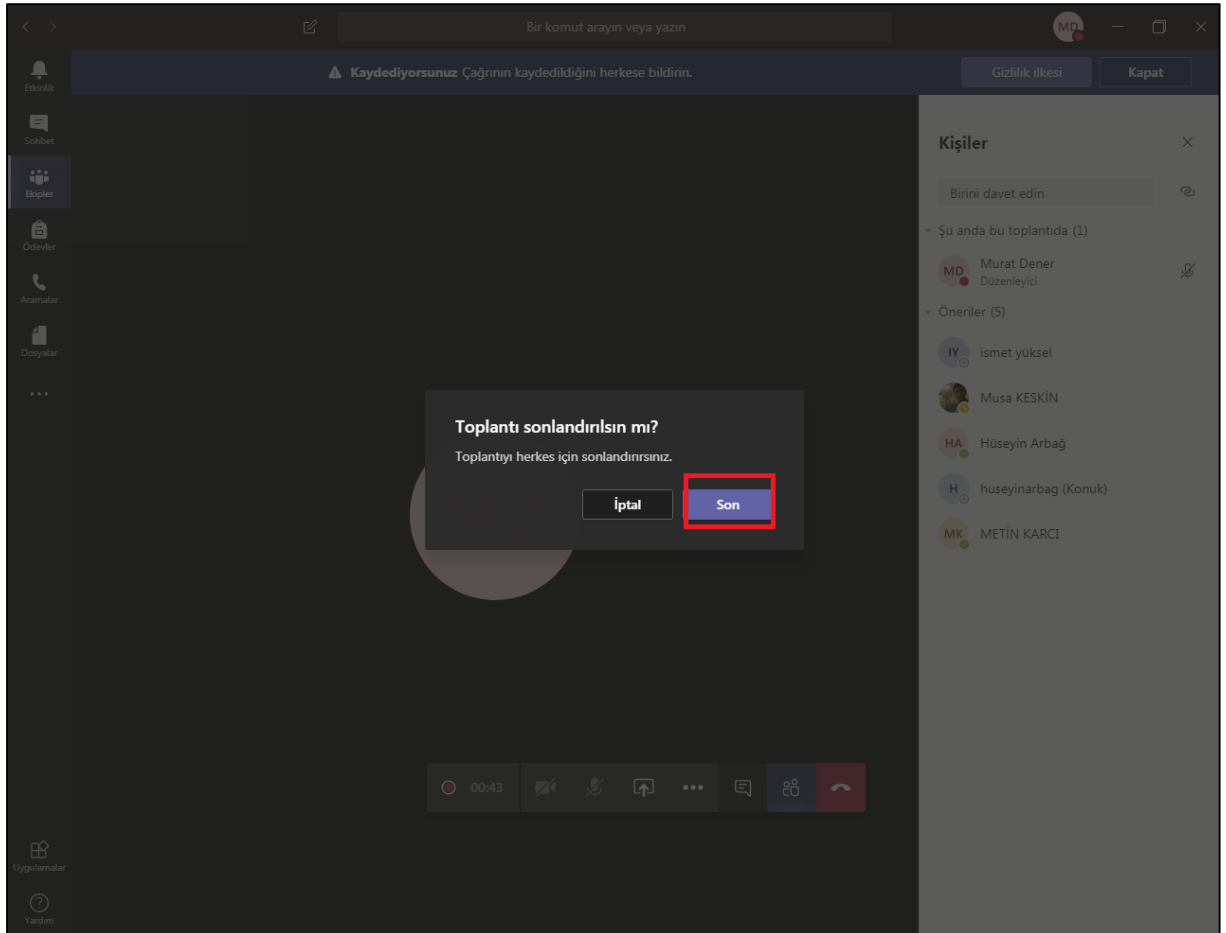 Bir komut arayın veya yazın
MD
Etkinlik
Kaydediyorsunuz Çağrının kaydedildiğini herkese bildirin.
Gizlilik ilkesi
Kapat
Sohbet
Ekipler
Ödevler
Aramalar
Dosyalar
Kişiler
Birini davet edin
Şu anda bu toplantıda (1)
MD Murat Dener
Düzenleyici
Öneriler (5)
IY ismet yüksel
Musa KESKİN
HA Hüseyin Arbağ
H huseyinarbag (Konuk)
MK METİN KARCI
Toplantı sonlandırılsın mı?
Toplantıyı herkes için sonlandırırsınız.
İptal
Son
00:43
Uygulamalar
Yardım